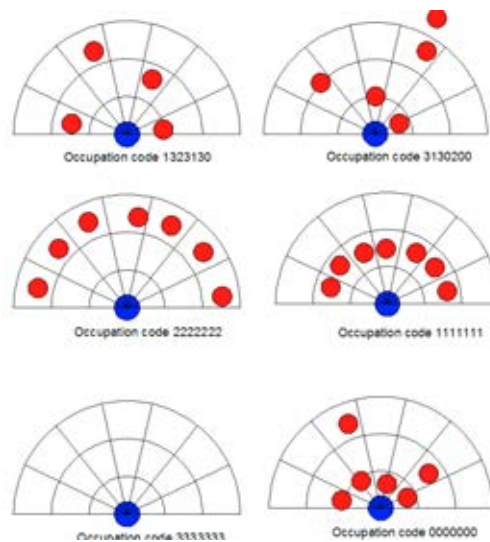 Occupation code 1323130
Occupation code 3130200
Occupation code 2222222
Occupation code 1111111
Occupation code 3333333
Occupation code 0000000